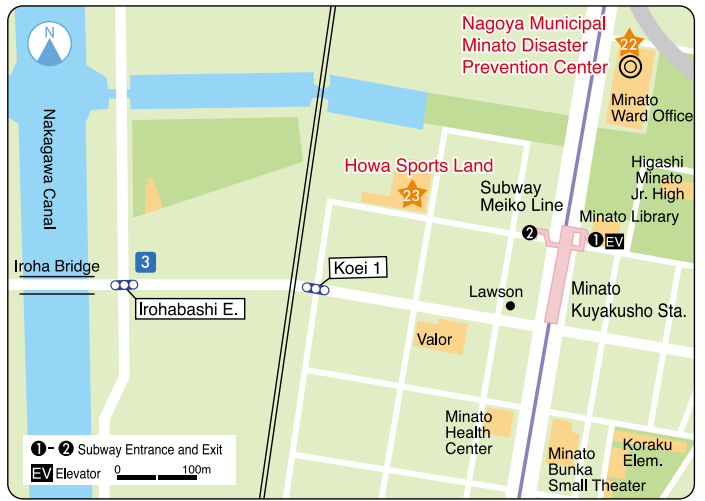 N
Nagoya Municipal
Minato Disaster
Prevention Center
22
Minato
Ward Office
Nakagawa Canal
Howa Sports Land
23
Subway
Meiko Line
Higashi
Minato
Jr. High
Minato Library
2
1 EV
Iroha Bridge
3
Koei 1
Irohabashi E.
Lawson
Minato
Kuyakusho Sta.
Valor
Minato
Health
Center
Minato
Bunka
Small Theater
Koraku
Elem.
1 - 2 Subway Entrance and Exit
EV Elevator 0 100m